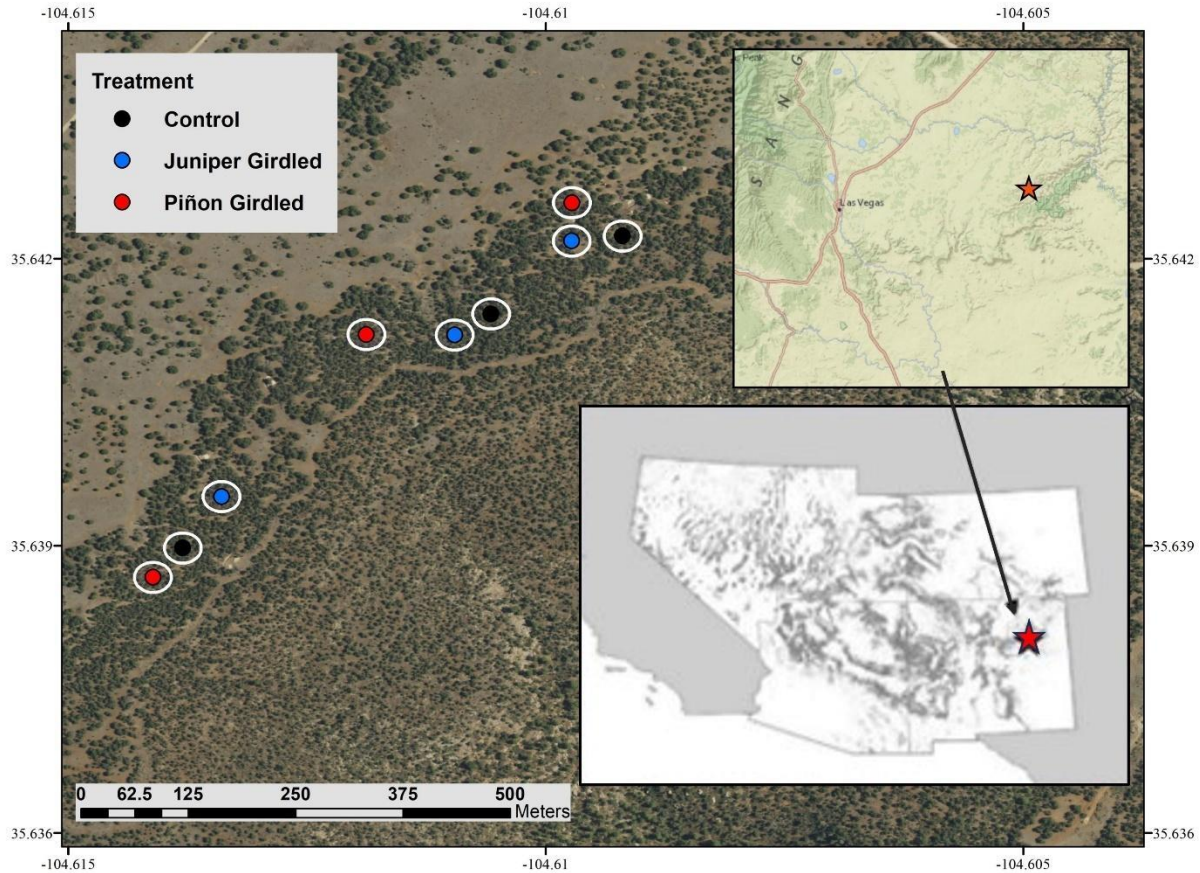 -104.615
-104.61
-104.605
Treatment
Control
Juniper Girdled
Piñon Girdled
S A N G
Las Vegas
35.642
35.642
35.639
35.639
0 62.5 125 250 375 500
Meters
35.636
35.636
-104.615
-104.61
-104.605